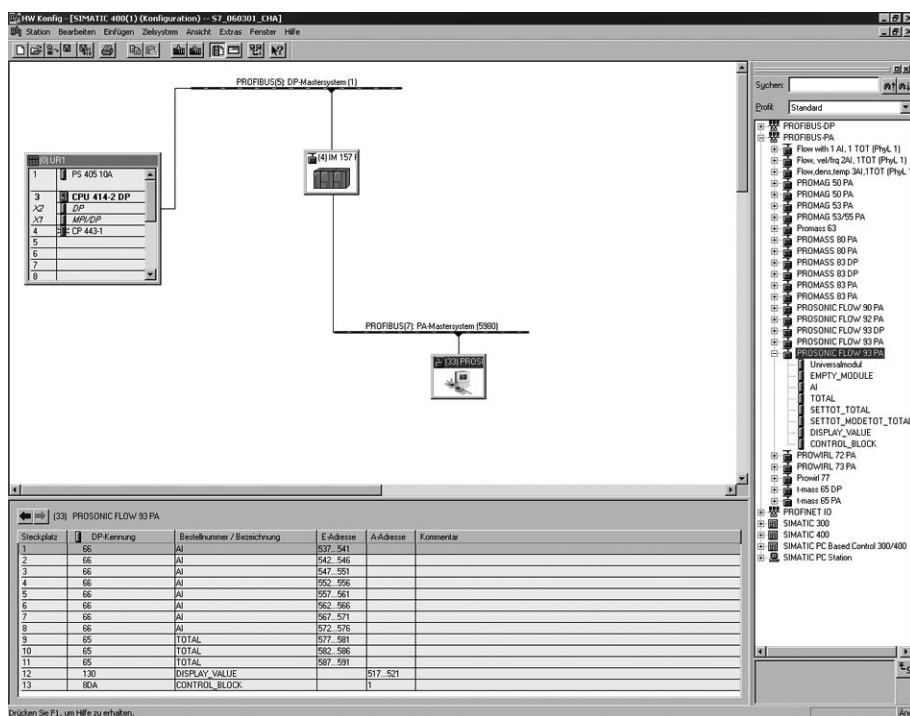 HW Konfig - [SIMATIC 400(1) (Konfiguration) -- S7_060301_CHA]
Station Bearbeiten Einfügen Zielsystem Ansicht Extras Fenster Hilfe
PROFIBUS(5): DP-Mastersystem (1)
(0) UR1
1 PS 405 10A
3 CPU 414-2 DP
X2 DP
X1 MPI/DP
4 CP 443-1
5
6
7
8
(4) IM 157
PROFIBUS(7): PA-Mastersystem (5980)
(33) PROS
Suchen:
Profil: Standard
PROFIBUS-DP
PROFIBUS-PA
Flow with 1 AI, 1 TOT (PhyL 1)
Flow, vel/frq 2AI, 1TOT (PhyL 1)
Flow,dens,temp 3AI,1TOT (PhyL 1
PROMAG 50 PA
PROMAG 50 PA
PROMAG 53 PA
PROMAG 53/55 PA
Promass 63
PROMASS 80 PA
PROMASS 80 PA
PROMASS 83 DP
PROMASS 83 DP
PROMASS 83 PA
PROMASS 83 PA
PROSONIC FLOW 90 PA
PROSONIC FLOW 92 PA
PROSONIC FLOW 93 DP
PROSONIC FLOW 93 PA
PROSONIC FLOW 93 PA
Universalmodul
EMPTY_MODULE
AI
TOTAL
SETTOT_TOTAL
SETTOT_MODETOT_TOTAL
DISPLAY_VALUE
CONTROL_BLOCK
PROWIRL 72 PA
PROWIRL 73 PA
Prowirl 77
t-mass 65 DP
t-mass 65 PA
PROFINET IO
SIMATIC 300
SIMATIC 400
SIMATIC PC Based Control 300/400
SIMATIC PC Station
(33) PROSONIC FLOW 93 PA
Steckplatz DP-Kennung Bestellnummer / Bezeichnung E-Adresse A-Adresse Kommentar
1 66 AI 537...541
2 66 AI 542...546
3 66 AI 547...551
4 66 AI 552...556
5 66 AI 557...561
6 66 AI 562...566
7 66 AI 567...571
8 66 AI 572...576
9 65 TOTAL 577...581
10 65 TOTAL 582...586
11 65 TOTAL 587...591
12 130 DISPLAY_VALUE 517...521
13 8DA CONTROL_BLOCK 1
Drücken Sie F1, um Hilfe zu erhalten.
Än